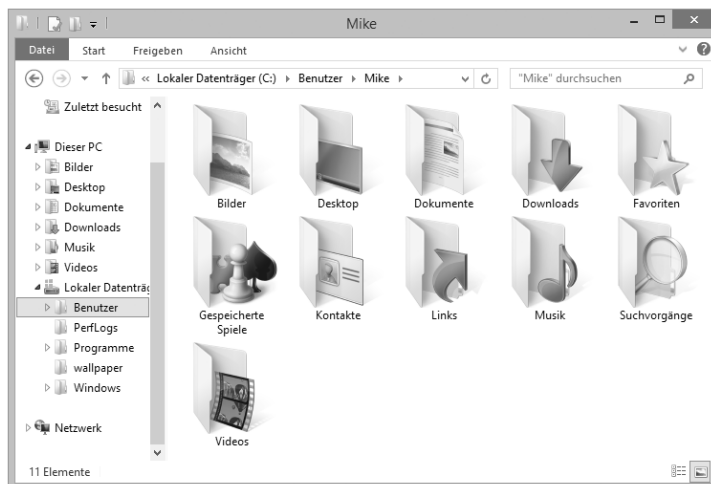 Mike
Datei Start Freigeben Ansicht
« Lokaler Datenträger (C:) Benutzer Mike "Mike" durchsuchen
Zuletzt besucht
Dieser PC
Bilder
Desktop
Dokumente
Downloads
Musik
Videos
Lokaler Datenträg
Benutzer
PerfLogs
Programme
wallpaper
Windows
Netzwerk
Bilder Desktop Dokumente Downloads Favoriten
Gespeicherte Spiele Kontakte Links Musik Suchvorgänge
Videos
11 Elemente